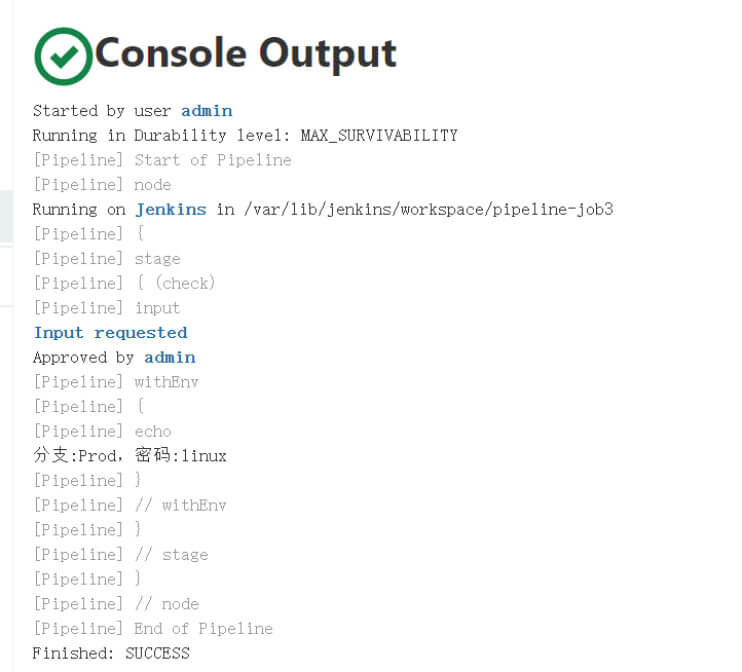 Console Output
Started by user admin
Running in Durability level: MAX_SURVIVABILITY
[Pipeline] Start of Pipeline
[Pipeline] node
Running on Jenkins in /var/lib/jenkins/workspace/pipeline-job3
[Pipeline] {
[Pipeline] stage
[Pipeline] { (check)
[Pipeline] input
Input requested
Approved by admin
[Pipeline] withEnv
[Pipeline] {
[Pipeline] echo
分支:Prod，密码:linux
[Pipeline] }
[Pipeline] // withEnv
[Pipeline] }
[Pipeline] // stage
[Pipeline] }
[Pipeline] // node
[Pipeline] End of Pipeline
Finished: SUCCESS